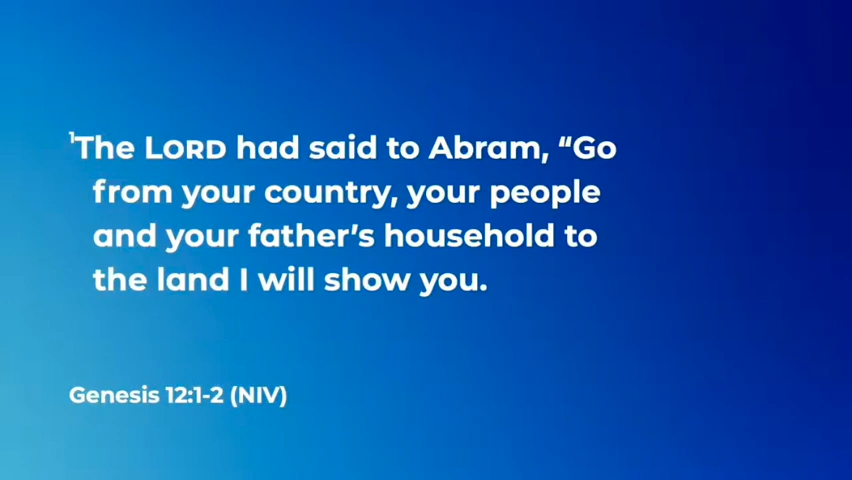 ¹The LORD had said to Abram, “Go
from your country, your people
and your father’s household to
the land I will show you.
Genesis 12:1-2 (NIV)